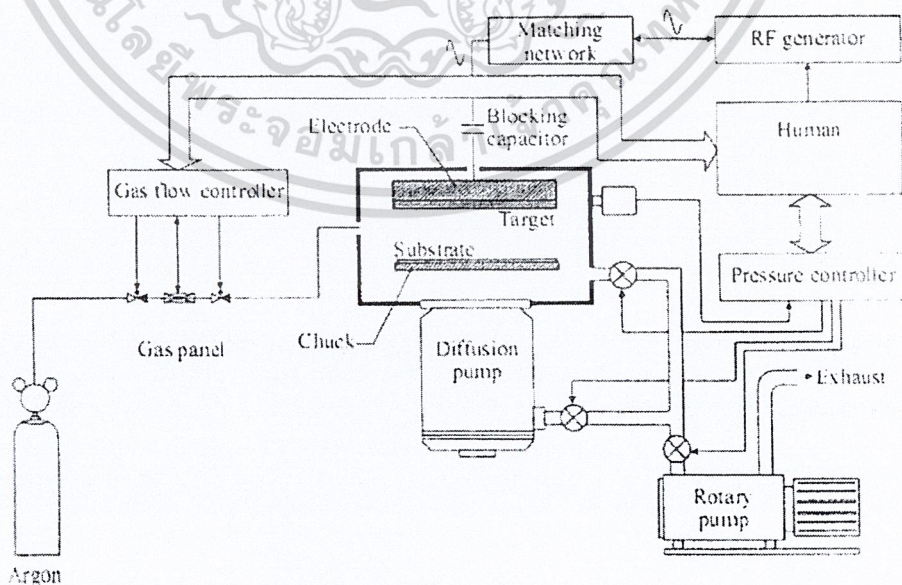 Matching
network
RF generator
Human
Blocking
capacitor
Electrode
Gas flow controller
Target
Substrate
Pressure controller
Chuck
Gas panel
Diffusion
pump
Exhaust
Rotary
pump
Argon